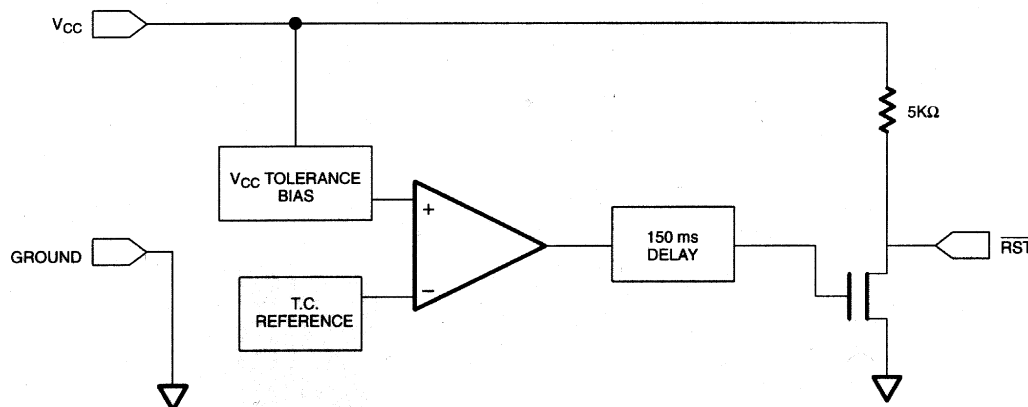 VCC
5KΩ
VCC TOLERANCE
BIAS
+
150 ms
DELAY
GROUND
RST
−
T.C.
REFERENCE